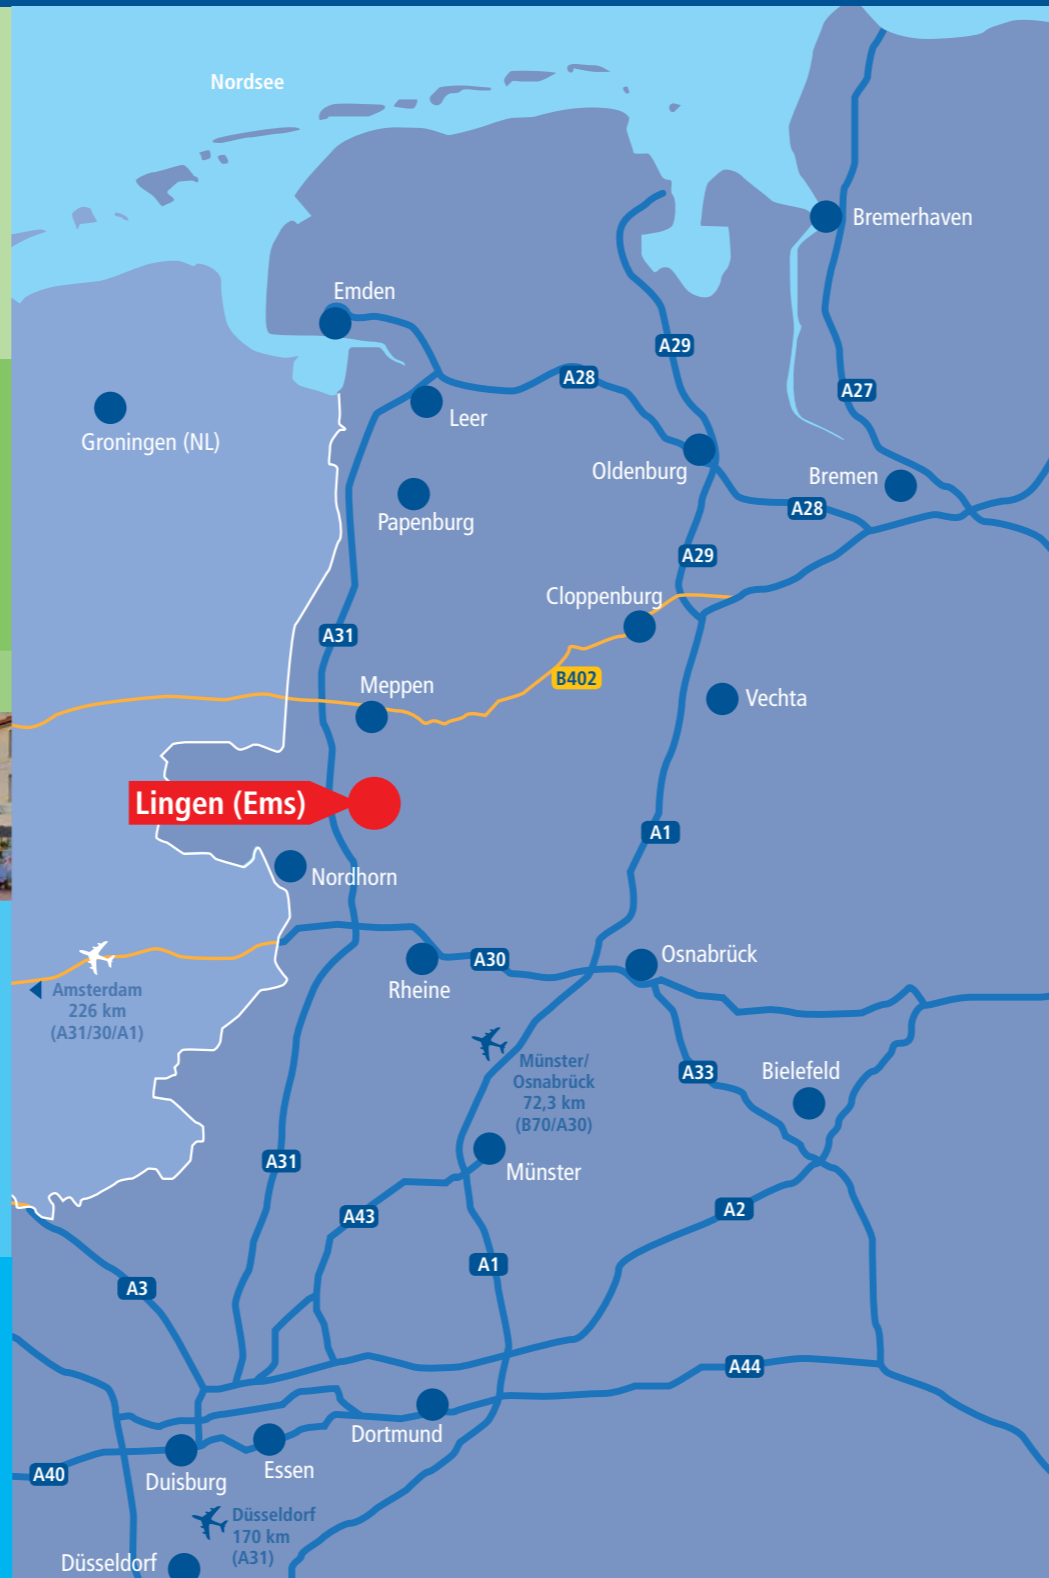 Nordsee
Bremerhaven
Emden
A29
A28
A27
Leer
Groningen (NL)
Oldenburg
Bremen
A28
Papenburg
A29
Cloppenburg
A31
B402
Meppen
Vechta
Lingen (Ems)
A1
Nordhorn
Osnabrück
A30
Rheine
Amsterdam
226 km
(A31/30/A1)
Münster/
Osnabrück
72,3 km
(B70/A30)
A33
Bielefeld
A31
Münster
A43
A2
A1
A3
A44
Dortmund
Essen
A40
Duisburg
Düsseldorf
170 km
(A31)
Düsseldorf